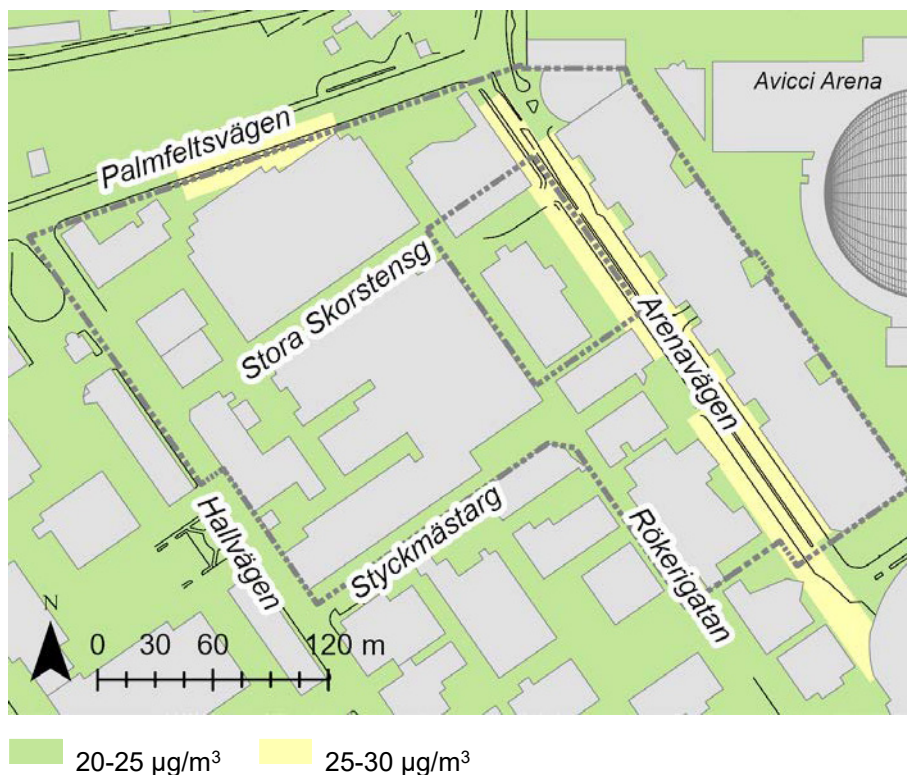 Avicci Arena
Palmfeltsvägen
Stora Skorstensg
Arenavägen
Hallvägen
Styckmästarg
Rökerigatan
N
0 30 60 120 m
20-25 µg/m³ 25-30 µg/m³